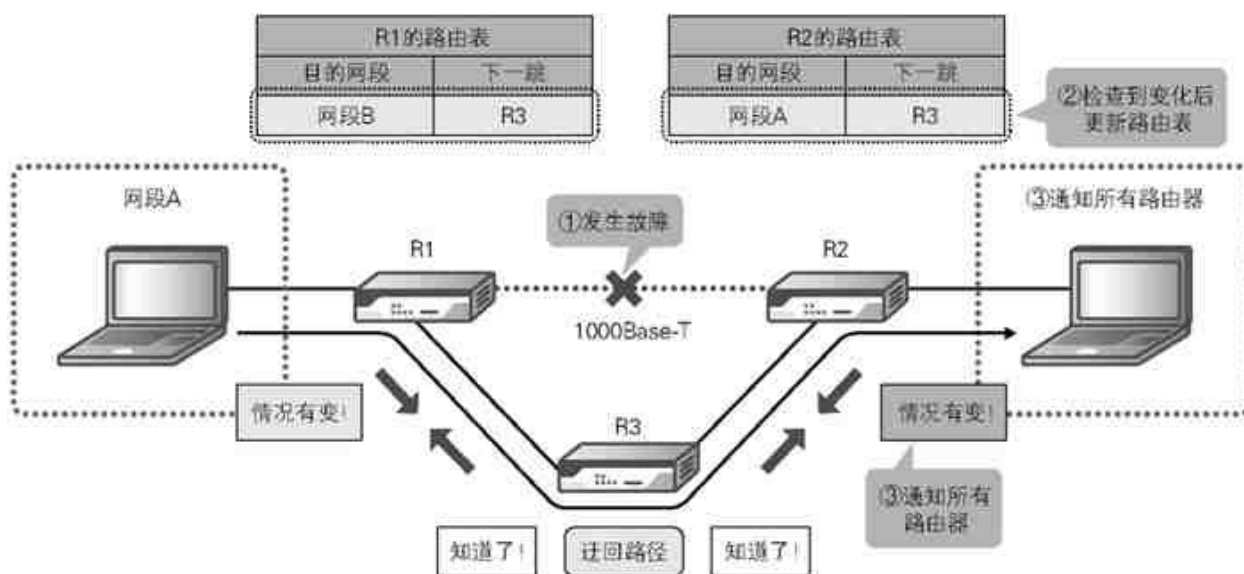 R1的路由表
目的网段 下一跳
网段B R3
R2的路由表
目的网段 下一跳
网段A R3
②检查到变化后
更新路由表
网段A
③通知所有路由器
①发生故障
R1
R2
1000Base-T
情况有变!
情况有变!
R3
③通知所有
路由器
知道了!
迂回路径
知道了!